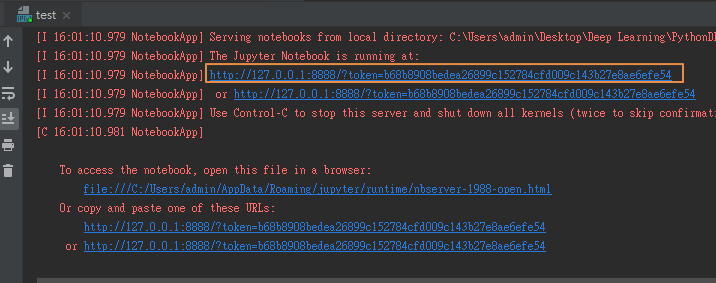 test ×
[I 16:01:10.979 NotebookApp] Serving notebooks from local directory: C:\Users\admin\Desktop\Deep Learning\PythonD
[I 16:01:10.979 NotebookApp] The Jupyter Notebook is running at:
[I 16:01:10.979 NotebookApp] http://127.0.0.1:8888/?token=b68b8908bedea26899c152784cfd009c143b27e8ae6efe54
[I 16:01:10.979 NotebookApp]  or http://127.0.0.1:8888/?token=b68b8908bedea26899c152784cfd009c143b27e8ae6efe54
[I 16:01:10.979 NotebookApp] Use Control-C to stop this server and shut down all kernels (twice to skip confirmat
[C 16:01:10.981 NotebookApp]
To access the notebook, open this file in a browser:
file:///C:/Users/admin/AppData/Roaming/jupyter/runtime/nbserver-1988-open.html
Or copy and paste one of these URLs:
http://127.0.0.1:8888/?token=b68b8908bedea26899c152784cfd009c143b27e8ae6efe54
or http://127.0.0.1:8888/?token=b68b8908bedea26899c152784cfd009c143b27e8ae6efe54